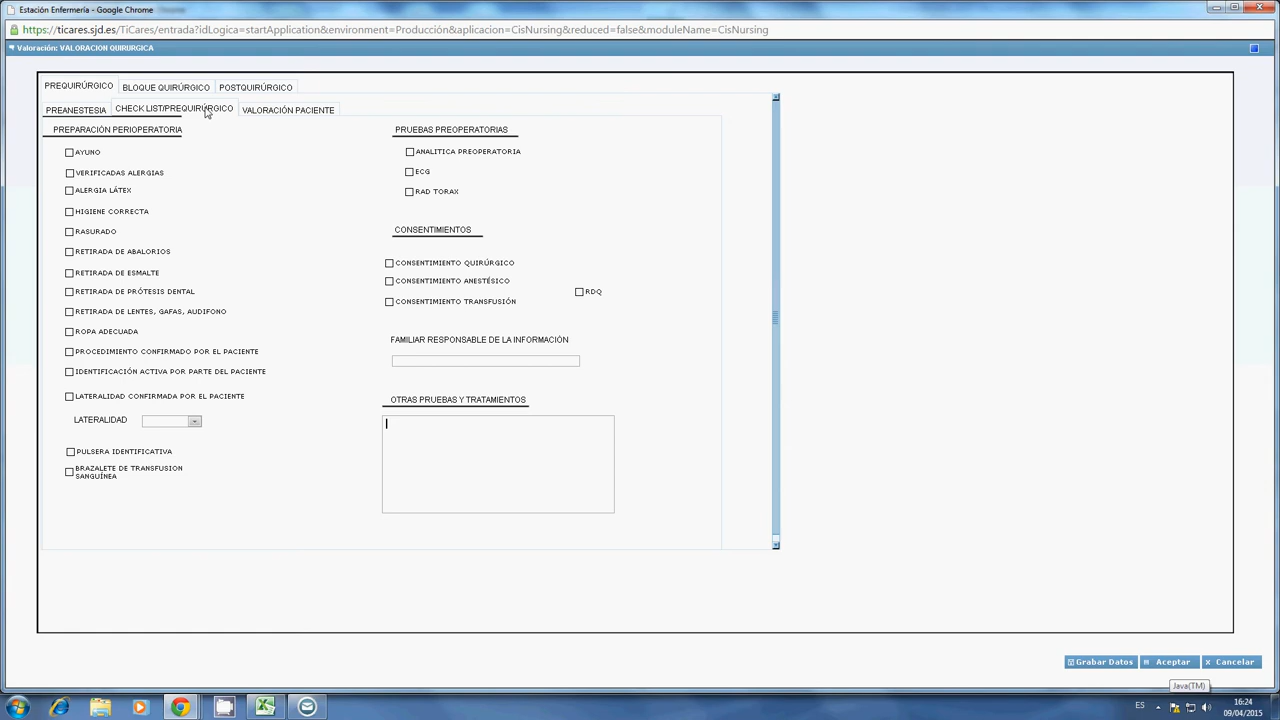 Estación Enfermería - Google Chrome
https://ticares.sjd.es/TiCares/entrada?idLogica=startApplication&environment=Producción&aplicacion=CisNursing&reduced=false&moduleName=CisNursing
Valoración: VALORACION QUIRURGICA
PREQUIRÚRGICO BLOQUE QUIRÚRGICO POSTQUIRÚRGICO
PREANESTESIA CHECK LIST/PREQUIRÚRGICO VALORACIÓN PACIENTE
PREPARACIÓN PERIOPERATORIA
AYUNO
VERIFICADAS ALERGIAS
ALERGIA LÁTEX
HIGIENE CORRECTA
RASURADO
RETIRADA DE ABALORIOS
RETIRADA DE ESMALTE
RETIRADA DE PRÓTESIS DENTAL
RETIRADA DE LENTES, GAFAS, AUDIFONO
ROPA ADECUADA
PROCEDIMIENTO CONFIRMADO POR EL PACIENTE
IDENTIFICACIÓN ACTIVA POR PARTE DEL PACIENTE
LATERALIDAD CONFIRMADA POR EL PACIENTE
LATERALIDAD
PULSERA IDENTIFICATIVA
BRAZALETE DE TRANSFUSION
SANGUÍNEA
PRUEBAS PREOPERATORIAS
ANALITICA PREOPERATORIA
ECG
RAD TORAX
CONSENTIMIENTOS
CONSENTIMIENTO QUIRÚRGICO
CONSENTIMIENTO ANESTÉSICO
RDQ
CONSENTIMIENTO TRANSFUSIÓN
FAMILIAR RESPONSABLE DE LA INFORMACIÓN
OTRAS PRUEBAS Y TRATAMIENTOS
Grabar Datos Aceptar Cancelar
Java(TM)
ES
16:24
09/04/2015